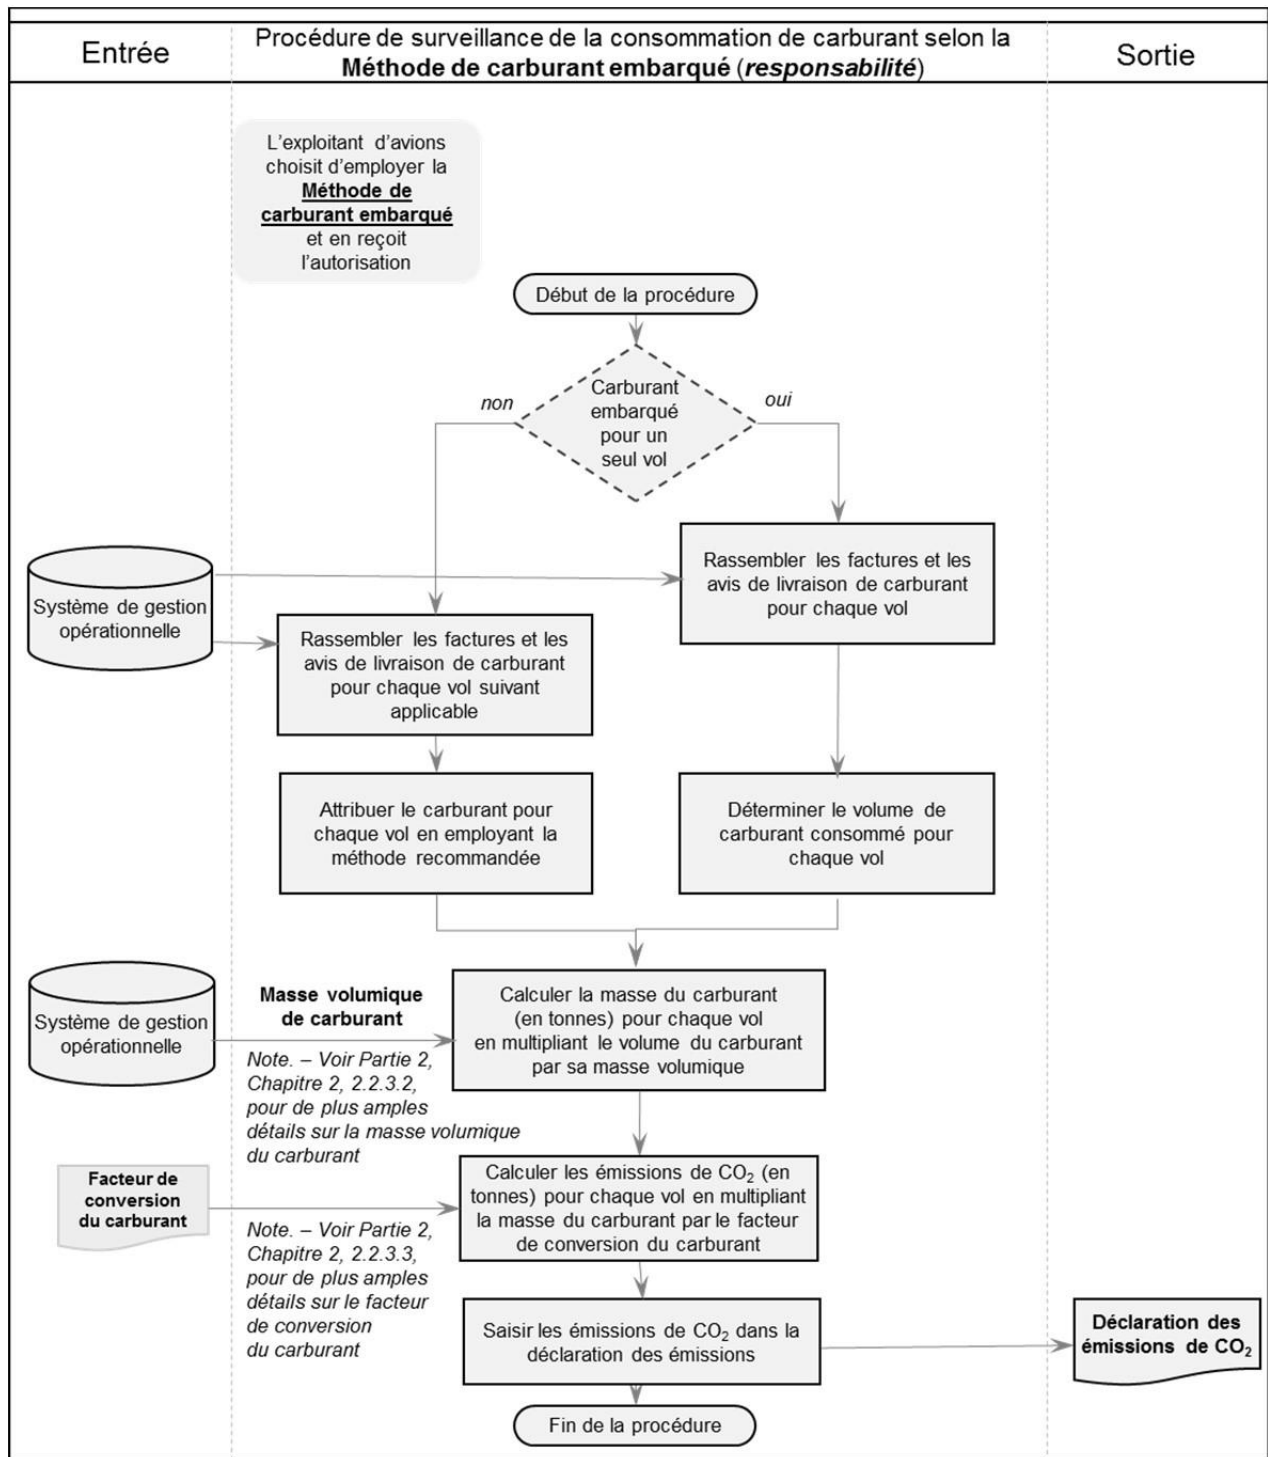 Entrée
Procédure de surveillance de la consommation de carburant selon la
Méthode de carburant embarqué (responsabilité)
Sortie
L'exploitant d'avions
choisit d'employer la
Méthode de
carburant embarqué
et en reçoit
l'autorisation
Début de la procédure
Carburant
embarqué
pour un
seul vol
non
oui
Système de gestion
opérationnelle
Rassembler les factures et les
avis de livraison de carburant
pour chaque vol
Rassembler les factures et les
avis de livraison de carburant
pour chaque vol suivant
applicable
Attribuer le carburant pour
chaque vol en employant la
méthode recommandée
Déterminer le volume de
carburant consommé pour
chaque vol
Système de gestion
opérationnelle
Masse volumique
de carburant
Note. – Voir Partie 2,
Chapitre 2, 2.2.3.2,
pour de plus amples
détails sur la masse volumique
du carburant
Calculer la masse du carburant
(en tonnes) pour chaque vol
en multipliant le volume du carburant
par sa masse volumique
Facteur de
conversion
du carburant
Note. – Voir Partie 2,
Chapitre 2, 2.2.3.3,
pour de plus amples
détails sur le facteur
de conversion
du carburant
Calculer les émissions de CO₂ (en
tonnes) pour chaque vol en multipliant
la masse du carburant par le facteur
de conversion du carburant
Saisir les émissions de CO₂ dans la
déclaration des émissions
Déclaration des
émissions de CO₂
Fin de la procédure